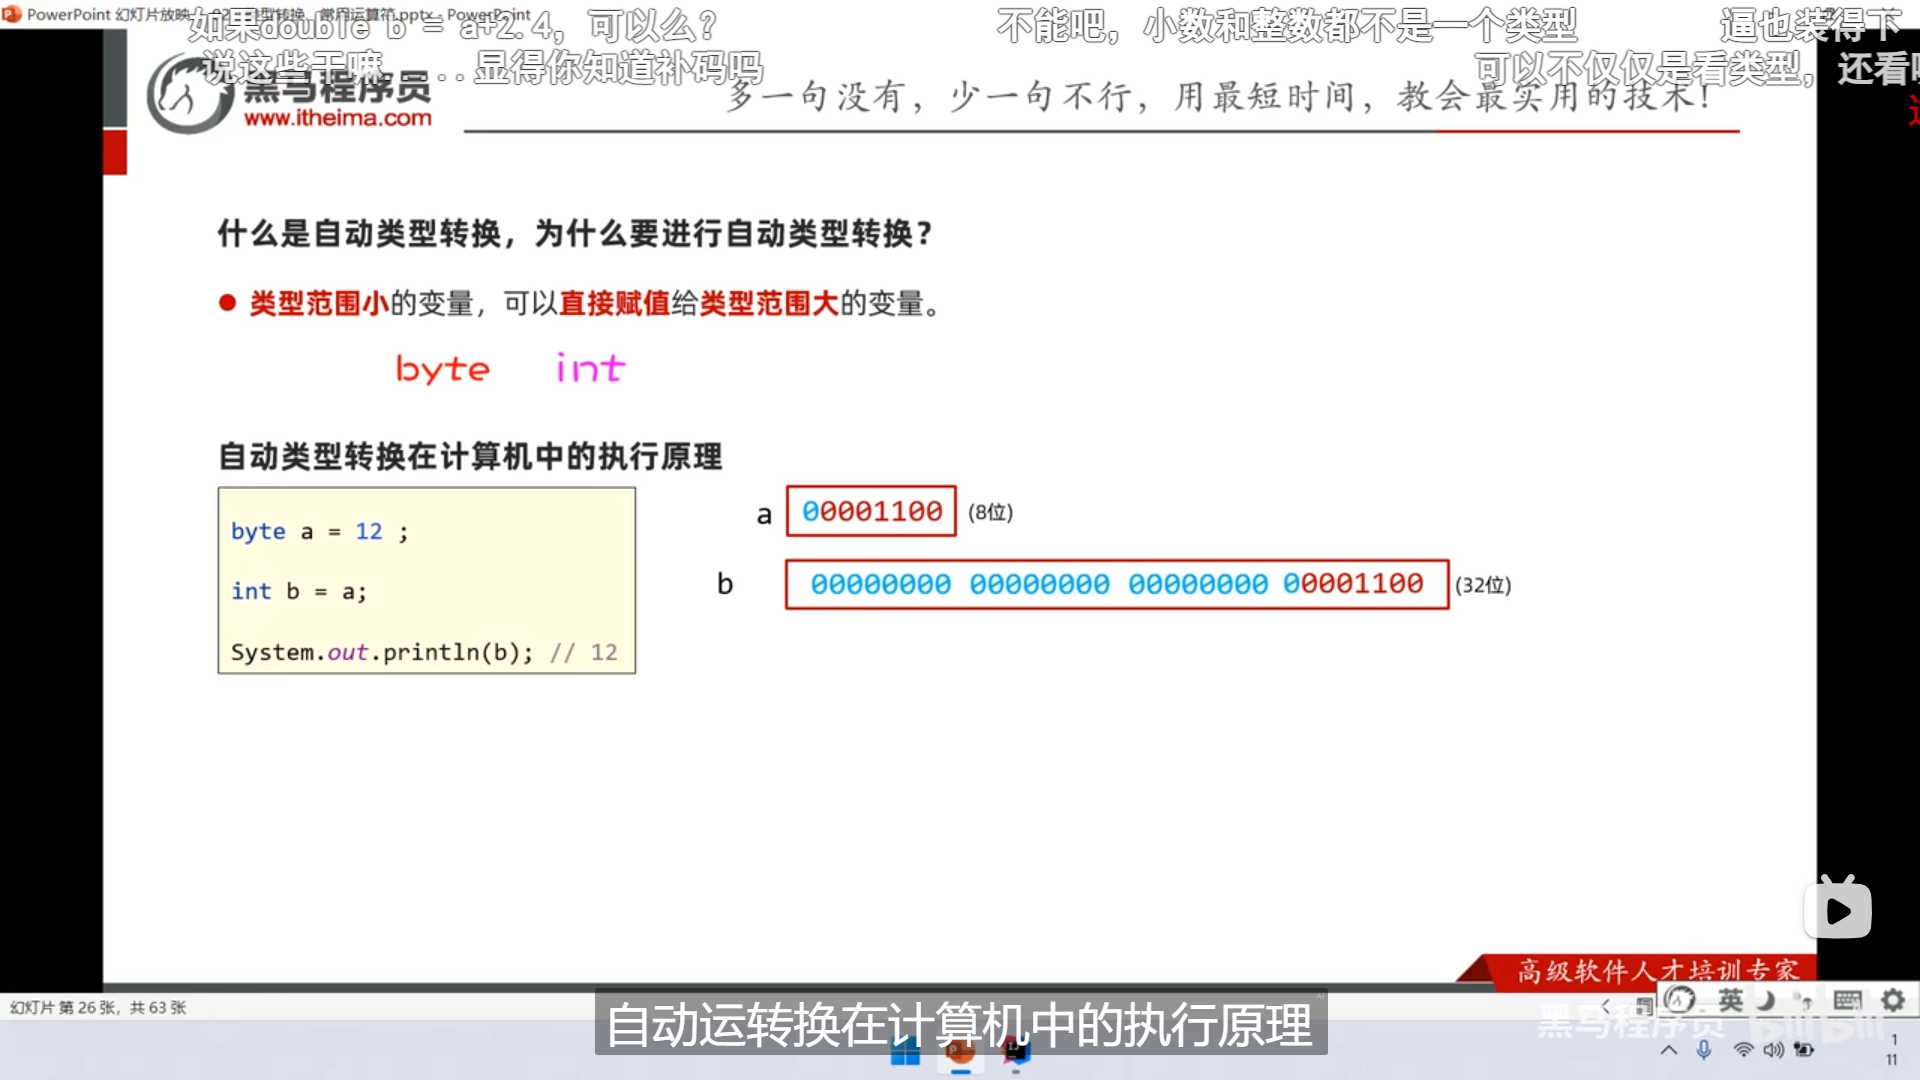 PowerPoint 幻灯片放映
常用运算符.pptx - PowerPoint
如果double b = a+2.4，可以么？
不能吧，小数和整数都不是一个类型
逼也装得下
说这些干嘛.....显得你知道补码吗
可以不仅仅是看类型，还看
黑马程序员
www.itheima.com
多一句没有，少一句不行，用最短时间，教会最实用的技术！
什么是自动类型转换，为什么要进行自动类型转换？
● 类型范围小的变量，可以直接赋值给类型范围大的变量。
byte int
自动类型转换在计算机中的执行原理
byte a = 12 ;
int b = a;
System.out.println(b); // 12
a 00001100 (8位)
b 00000000 00000000 00000000 00001100 (32位)
高级软件人才培训专家
幻灯片 第 26 张，共 63 张
英
黑马程序员 bilibili
自动运转换在计算机中的执行原理
1
11